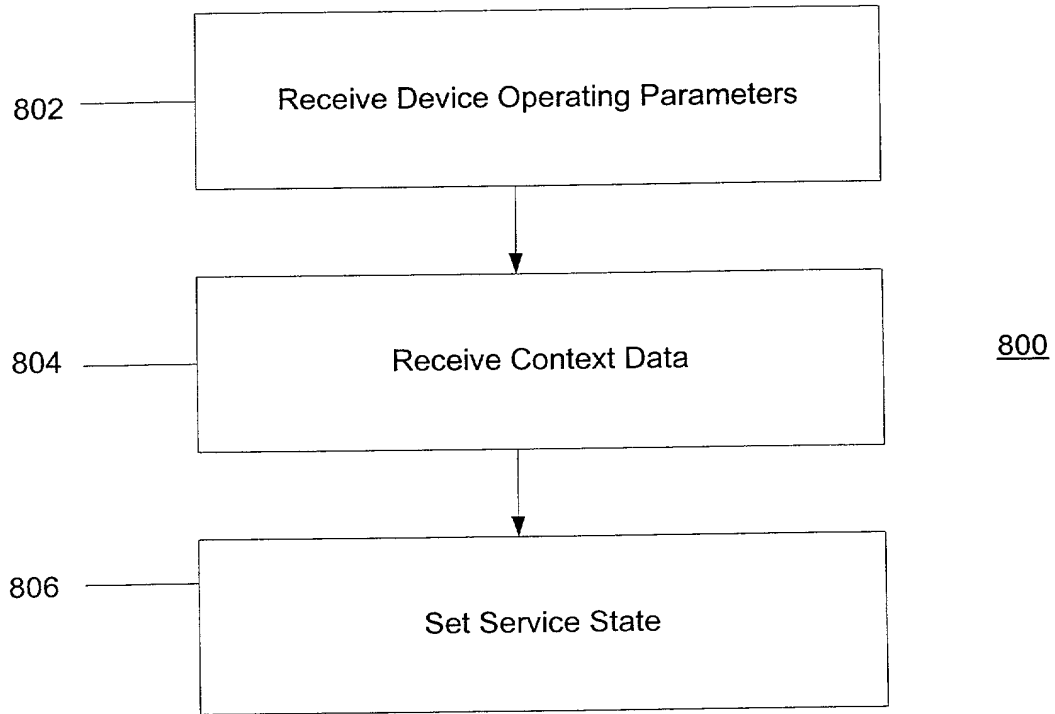 802
Receive Device Operating Parameters
804
Receive Context Data
800
806
Set Service State